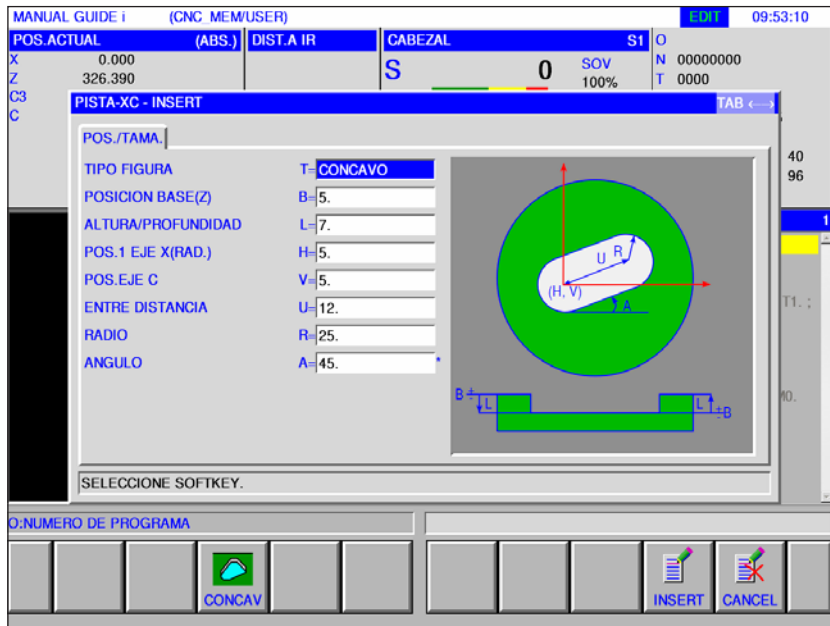 MANUAL GUIDE i (CNC_MEM/USER) EDIT 09:53:10
POS.ACTUAL (ABS.) DIST.A IR CABEZAL S1 O
X 0.000 S 0 SOV N 00000000
Z 326.390 100% T 0000
C3
C
PISTA-XC - INSERT TAB ←→
POS./TAMA.
TIPO FIGURA T=CONCAVO
POSICION BASE(Z) B=5.
ALTURA/PROFUNDIDAD L=7.
POS.1 EJE X(RAD.) H=5.
POS.EJE C V=5.
ENTRE DISTANCIA U=12.
RADIO R=25.
ANGULO A=45. *
U R
(H, V)
A
B ± L L ±B
40
96
1
T1. ;
M0.
SELECCIONE SOFTKEY.
O:NUMERO DE PROGRAMA
CONCAV INSERT CANCEL